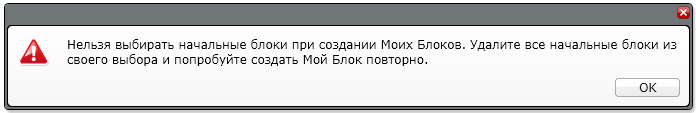 Нельзя выбирать начальные блоки при создании Моих Блоков. Удалите все начальные блоки из
своего выбора и попробуйте создать Мой Блок повторно.
OK